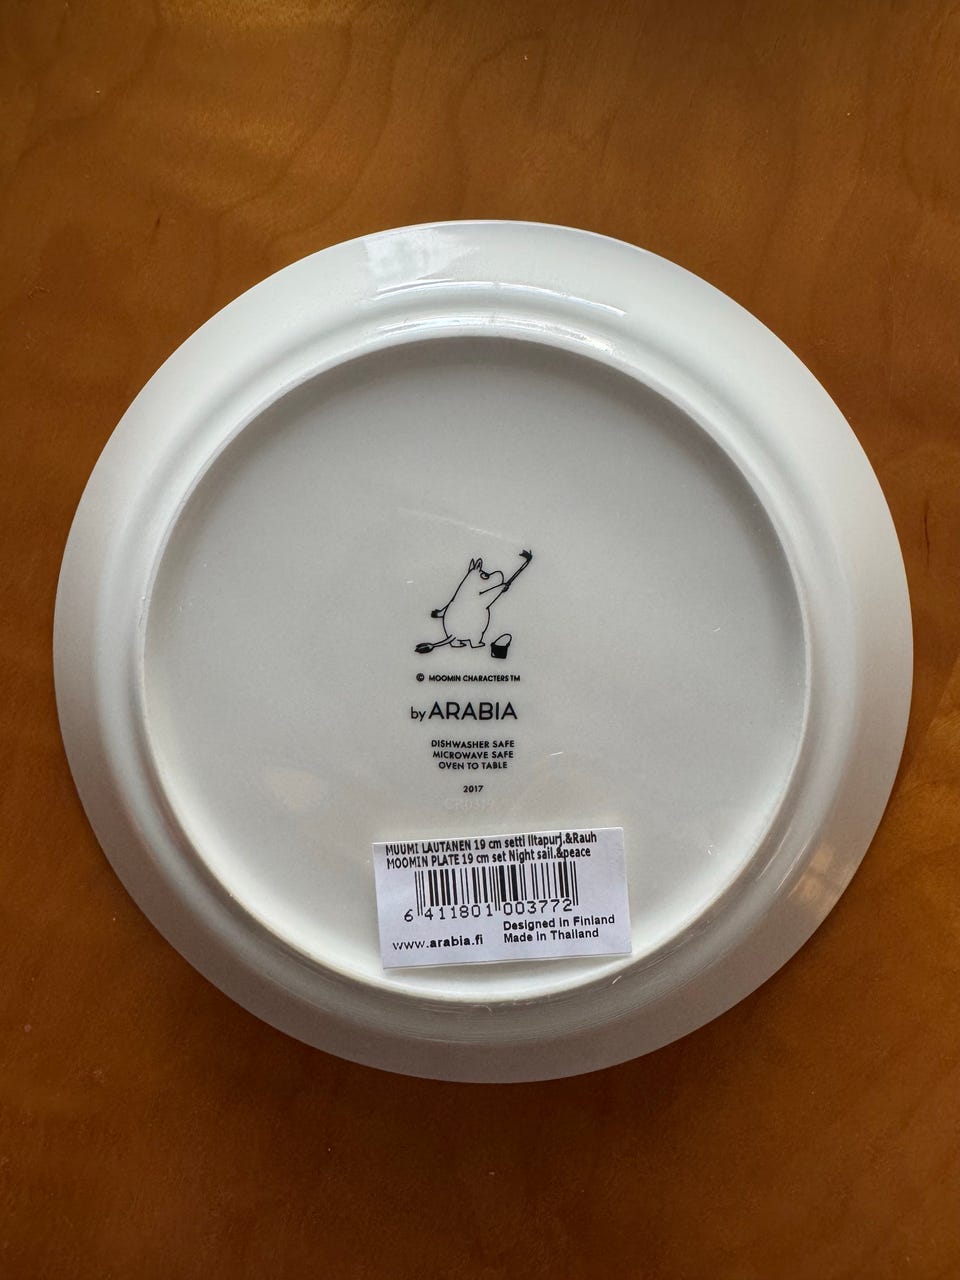 © MOOMIN CHARACTERS™
by ARABIA
DISHWASHER SAFE
MICROWAVE SAFE
OVEN TO TABLE
2017
CR0319
MUUMI LAUTANEN 19 cm setti Iltapurj.&Rauh
MOOMIN PLATE 19 cm set Night sail.&peace
6 411801 003772
Designed in Finland
www.arabia.fi Made in Thailand